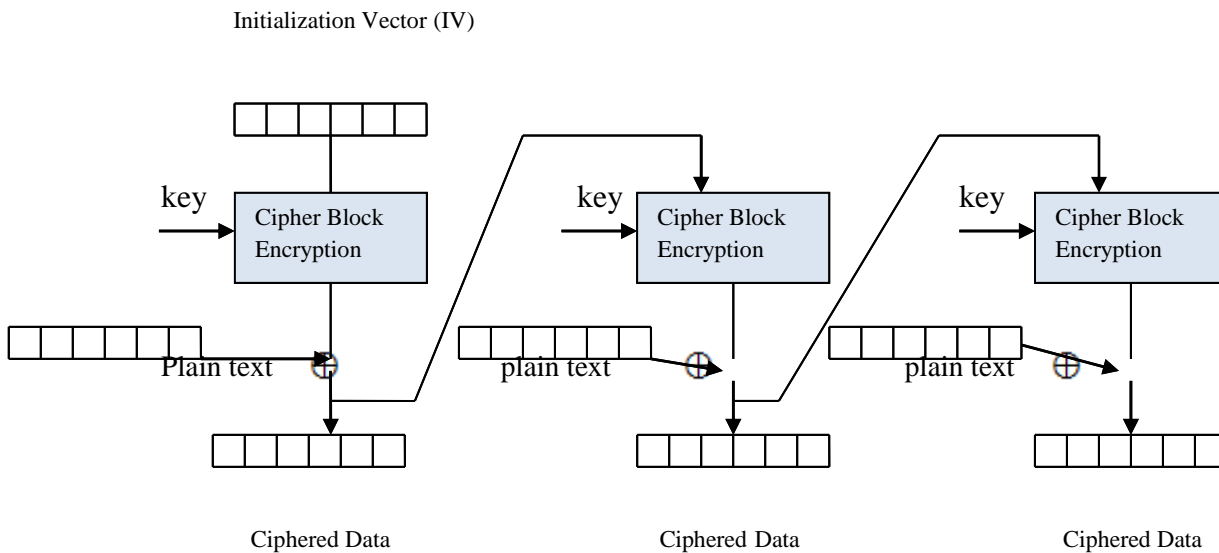 Initialization Vector (IV)
key
Cipher Block
Encryption
key
Cipher Block
Encryption
key
Cipher Block
Encryption
Plain text
plain text
plain text
Ciphered Data
Ciphered Data
Ciphered Data